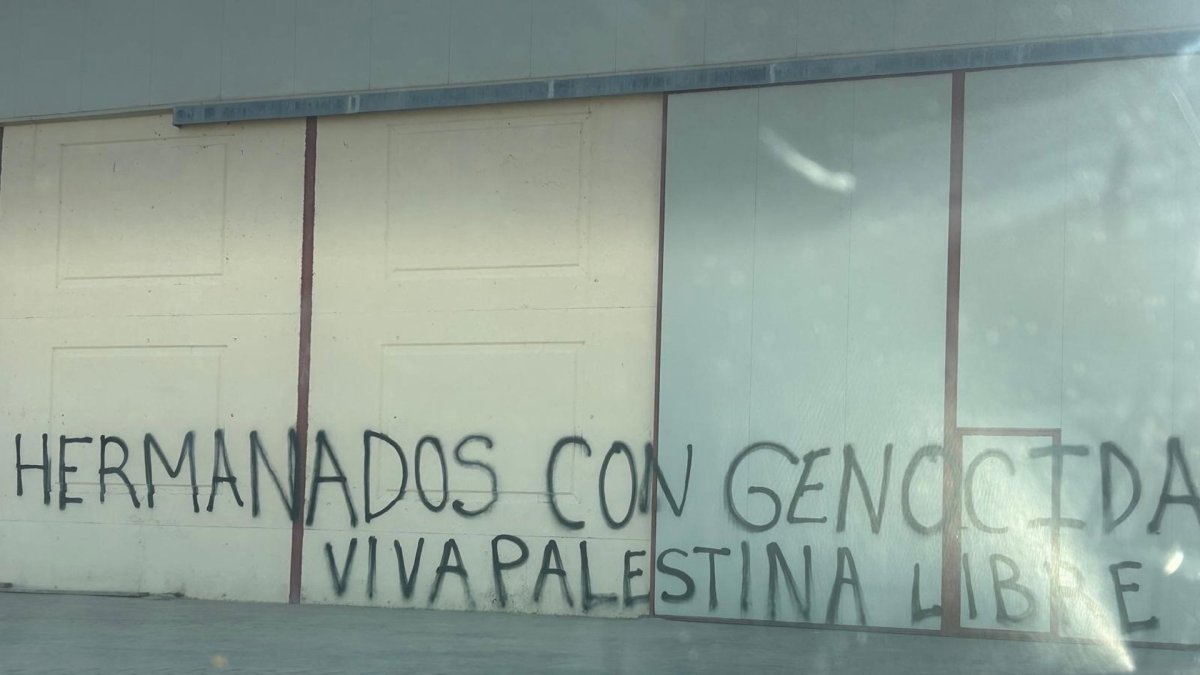 HERMANADOS CON GENOCIDA
VIVA PALESTINA LIBRE